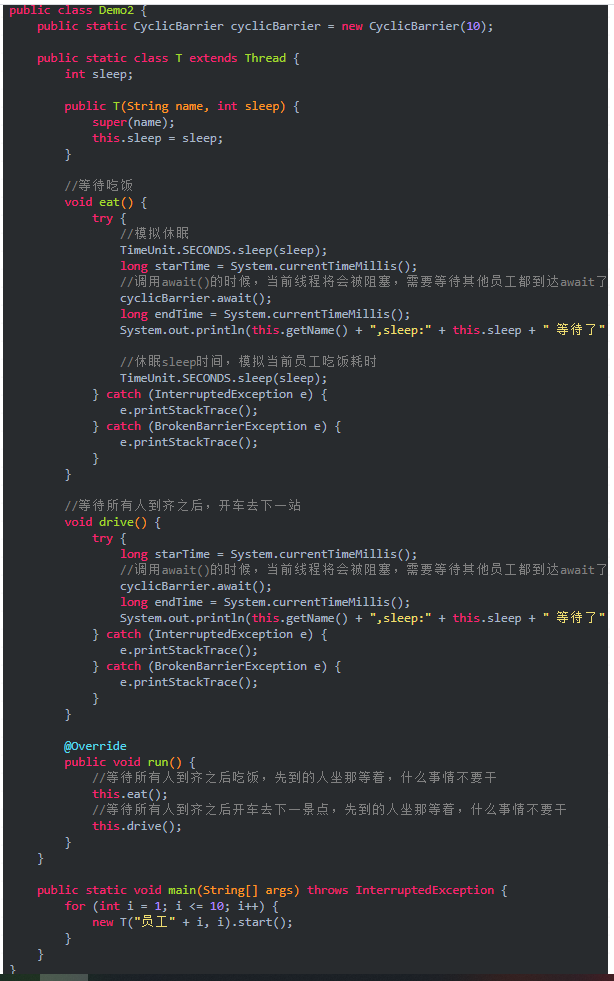 public class Demo2 {
    public static CyclicBarrier cyclicBarrier = new CyclicBarrier(10);

    public static class T extends Thread {
        int sleep;

        public T(String name, int sleep) {
            super(name);
            this.sleep = sleep;
        }

        //等待吃饭
        void eat() {
            try {
                //模拟休眠
                TimeUnit.SECONDS.sleep(sleep);
                long starTime = System.currentTimeMillis();
                //调用await()的时候，当前线程将会被阻塞，需要等待其他员工都到达await了
                cyclicBarrier.await();
                long endTime = System.currentTimeMillis();
                System.out.println(this.getName() + ",sleep:" + this.sleep + " 等待了"

                //休眠sleep时间，模拟当前员工吃饭耗时
                TimeUnit.SECONDS.sleep(sleep);
            } catch (InterruptedException e) {
                e.printStackTrace();
            } catch (BrokenBarrierException e) {
                e.printStackTrace();
            }
        }

        //等待所有人到齐之后，开车去下一站
        void drive() {
            try {
                long starTime = System.currentTimeMillis();
                //调用await()的时候，当前线程将会被阻塞，需要等待其他员工都到达await了
                cyclicBarrier.await();
                long endTime = System.currentTimeMillis();
                System.out.println(this.getName() + ",sleep:" + this.sleep + " 等待了"
            } catch (InterruptedException e) {
                e.printStackTrace();
            } catch (BrokenBarrierException e) {
                e.printStackTrace();
            }
        }

        @Override
        public void run() {
            //等待所有人到齐之后吃饭，先到的人坐那等着，什么事情不要干
            this.eat();
            //等待所有人到齐之后开车去下一景点，先到的人坐那等着，什么事情不要干
            this.drive();
        }
    }

    public static void main(String[] args) throws InterruptedException {
        for (int i = 1; i <= 10; i++) {
            new T("员工" + i, i).start();
        }
    }
}